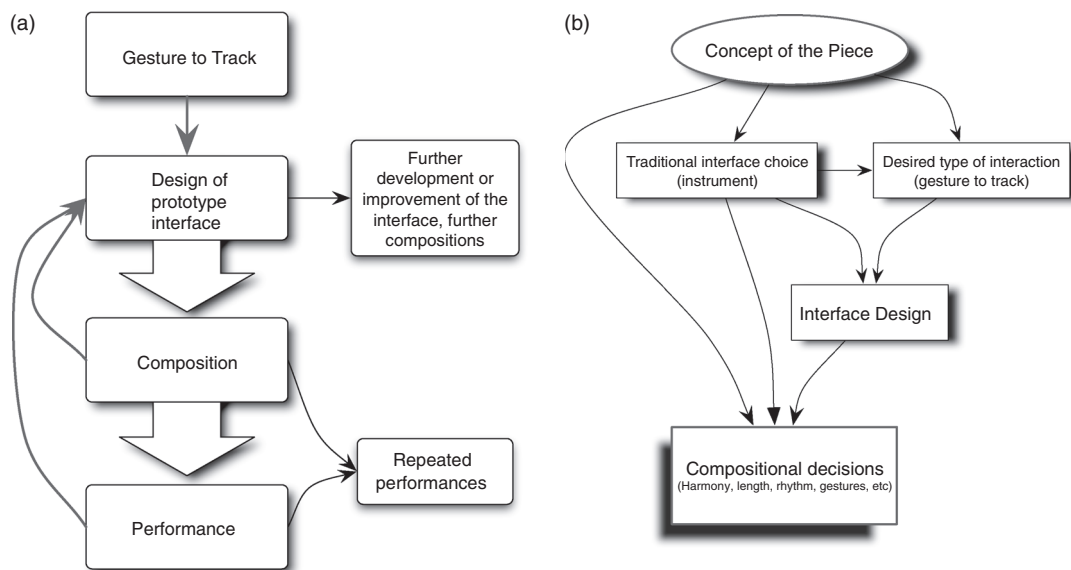 (a)
Gesture to Track
Design of
prototype
interface
Further
development or
improvement of the
interface, further
compositions
Composition
Repeated
performances
Performance
(b)
Concept of the Piece
Traditional interface choice
(instrument)
Desired type of interaction
(gesture to track)
Interface Design
Compositional decisions
(Harmony, length, rhythm, gestures, etc)